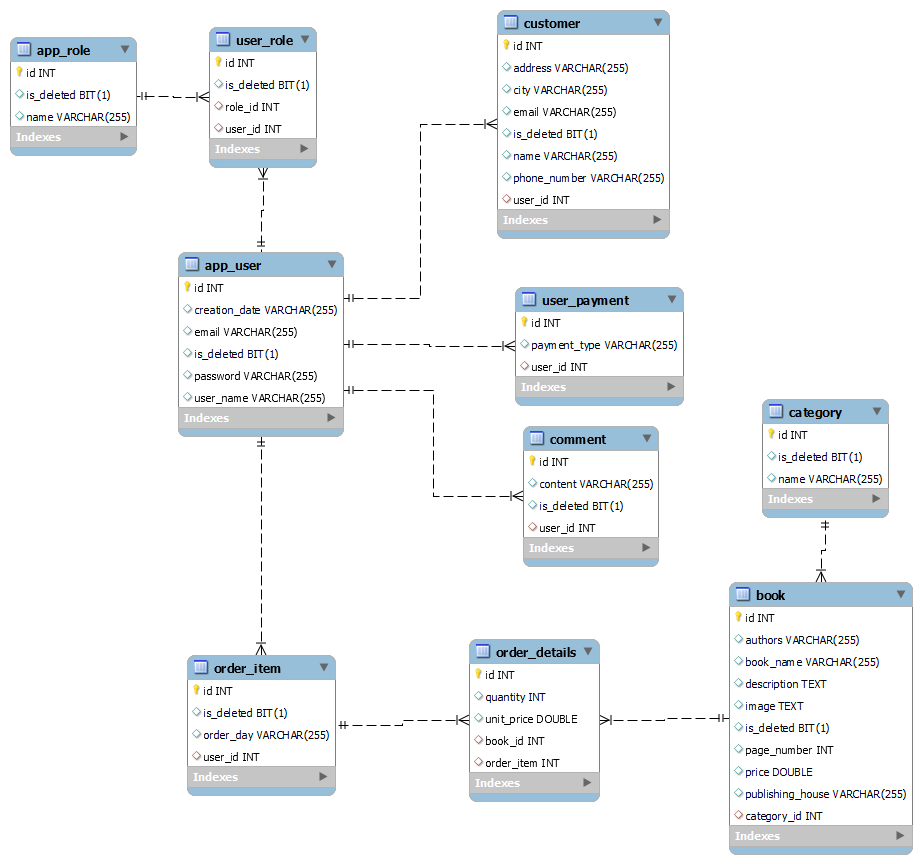 app_role
id INT
is_deleted BIT(1)
name VARCHAR(255)
Indexes
user_role
id INT
is_deleted BIT(1)
role_id INT
user_id INT
Indexes
customer
id INT
address VARCHAR(255)
city VARCHAR(255)
email VARCHAR(255)
is_deleted BIT(1)
name VARCHAR(255)
phone_number VARCHAR(255)
user_id INT
Indexes
app_user
id INT
creation_date VARCHAR(255)
email VARCHAR(255)
is_deleted BIT(1)
password VARCHAR(255)
user_name VARCHAR(255)
Indexes
user_payment
id INT
payment_type VARCHAR(255)
user_id INT
Indexes
comment
id INT
content VARCHAR(255)
is_deleted BIT(1)
user_id INT
Indexes
category
id INT
is_deleted BIT(1)
name VARCHAR(255)
Indexes
order_item
id INT
is_deleted BIT(1)
order_day VARCHAR(255)
user_id INT
Indexes
order_details
id INT
quantity INT
unit_price DOUBLE
book_id INT
order_item INT
Indexes
book
id INT
authors VARCHAR(255)
book_name VARCHAR(255)
description TEXT
image TEXT
is_deleted BIT(1)
page_number INT
price DOUBLE
publishing_house VARCHAR(255)
category_id INT
Indexes